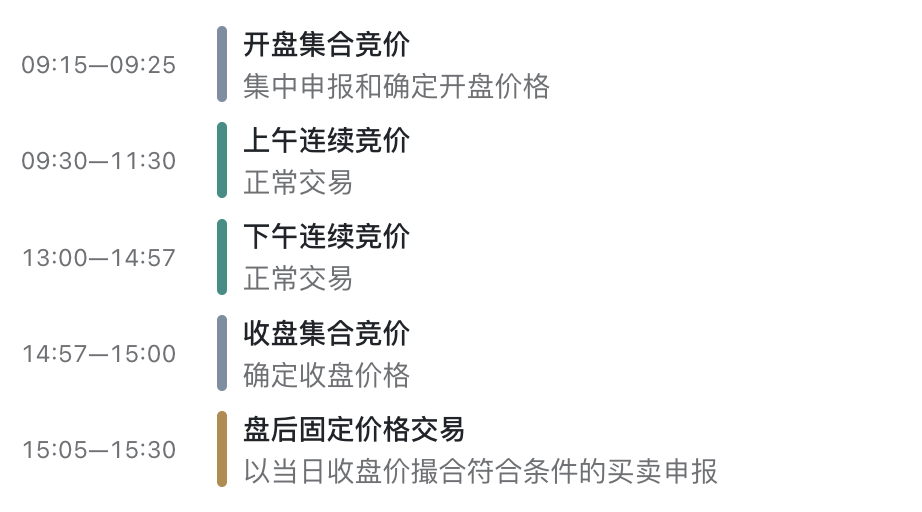 09:15—09:25
开盘集合竞价
集中申报和确定开盘价格
09:30—11:30
上午连续竞价
正常交易
13:00—14:57
下午连续竞价
正常交易
14:57—15:00
收盘集合竞价
确定收盘价格
15:05—15:30
盘后固定价格交易
以当日收盘价撮合符合条件的买卖申报